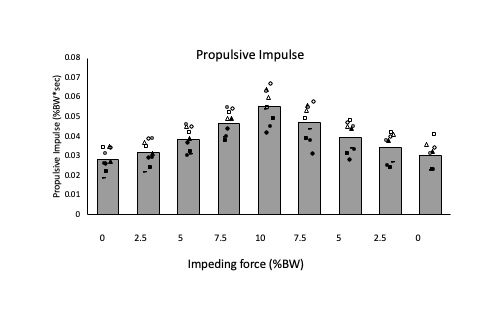 Propulsive Impulse
Propulsive Impulse (%BW*sec)
0.08
0.07
0.06
0.05
0.04
0.03
0.02
0.01
0
0 2.5 5 7.5 10 7.5 5 2.5 0
Impeding force (%BW)